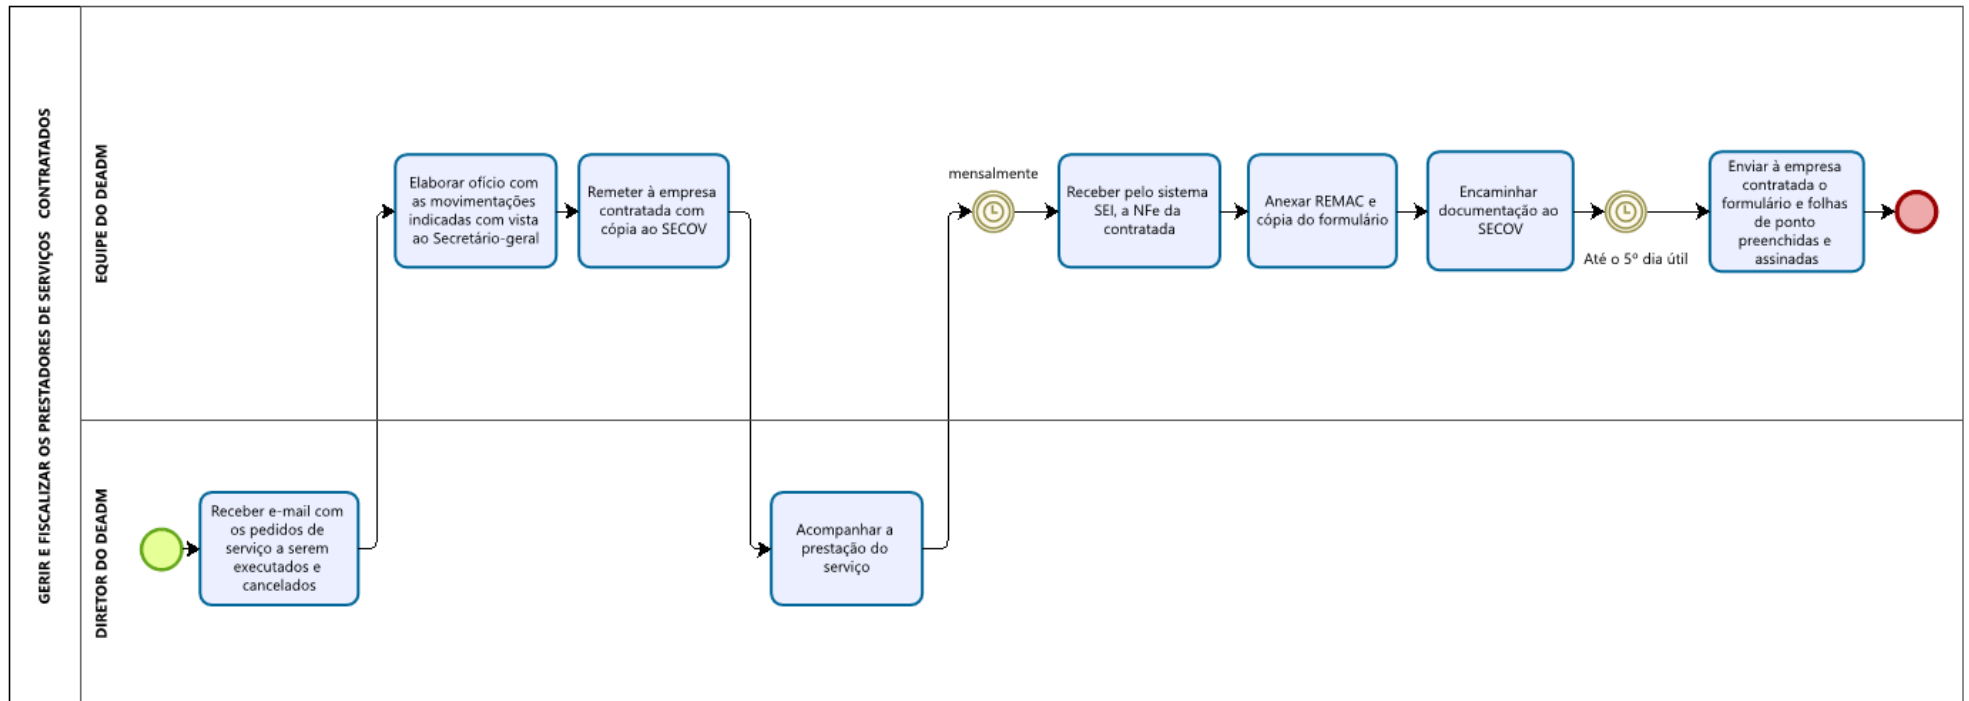 GERIR E FISCALIZAR OS PRESTADORES DE SERVIÇOS CONTRATADOS
EQUIPE DO DEADM
Elaborar ofício com
as movimentações
indicadas com vista
ao Secretário-geral
Remeter à empresa
contratada com
cópia ao SECOV
mensalmente
Receber pelo sistema
SEI, a NFe da
contratada
Anexar REMAC e
cópia do formulário
Encaminhar
documentação ao
SECOV
Até o 5º dia útil
Enviar à empresa
contratada o
formulário e folhas
de ponto
preenchidas e
assinadas
DIRETOR DO DEADM
Receber e-mail com
os pedidos de
serviço a serem
executados e
cancelados
Acompanhar a
prestação do
serviço